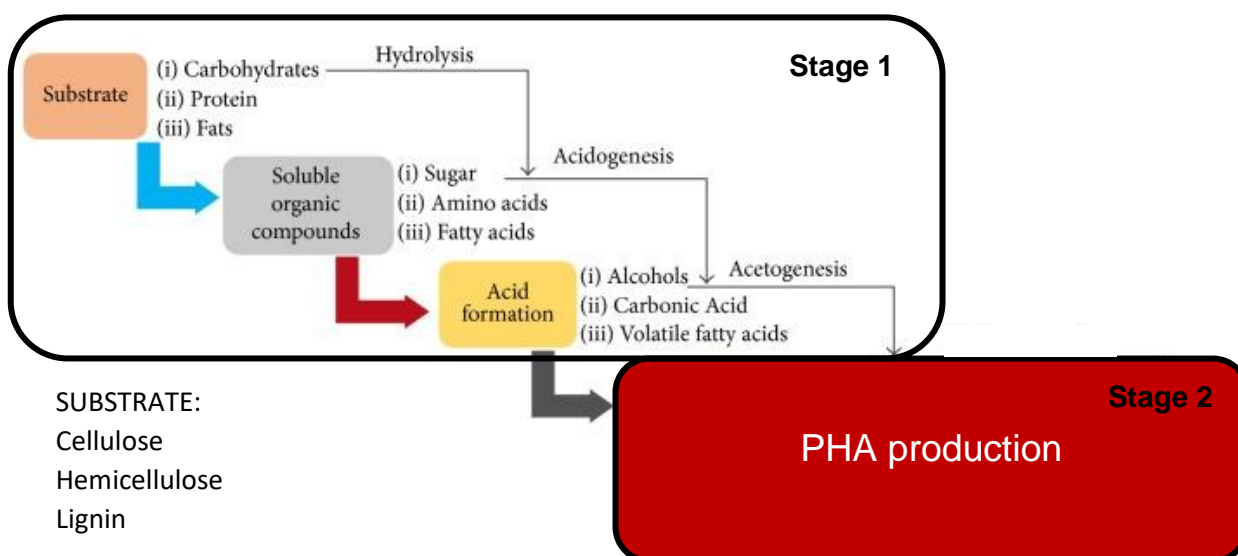 Stage 1
Substrate
(i) Carbohydrates
(ii) Protein
(iii) Fats
Hydrolysis
Soluble
organic
compounds
(i) Sugar
(ii) Amino acids
(iii) Fatty acids
Acidogenesis
Acid
formation
(i) Alcohols
(ii) Carbonic Acid
(iii) Volatile fatty acids
Acetogenesis
Stage 2
PHA production
SUBSTRATE:
Cellulose
Hemicellulose
Lignin